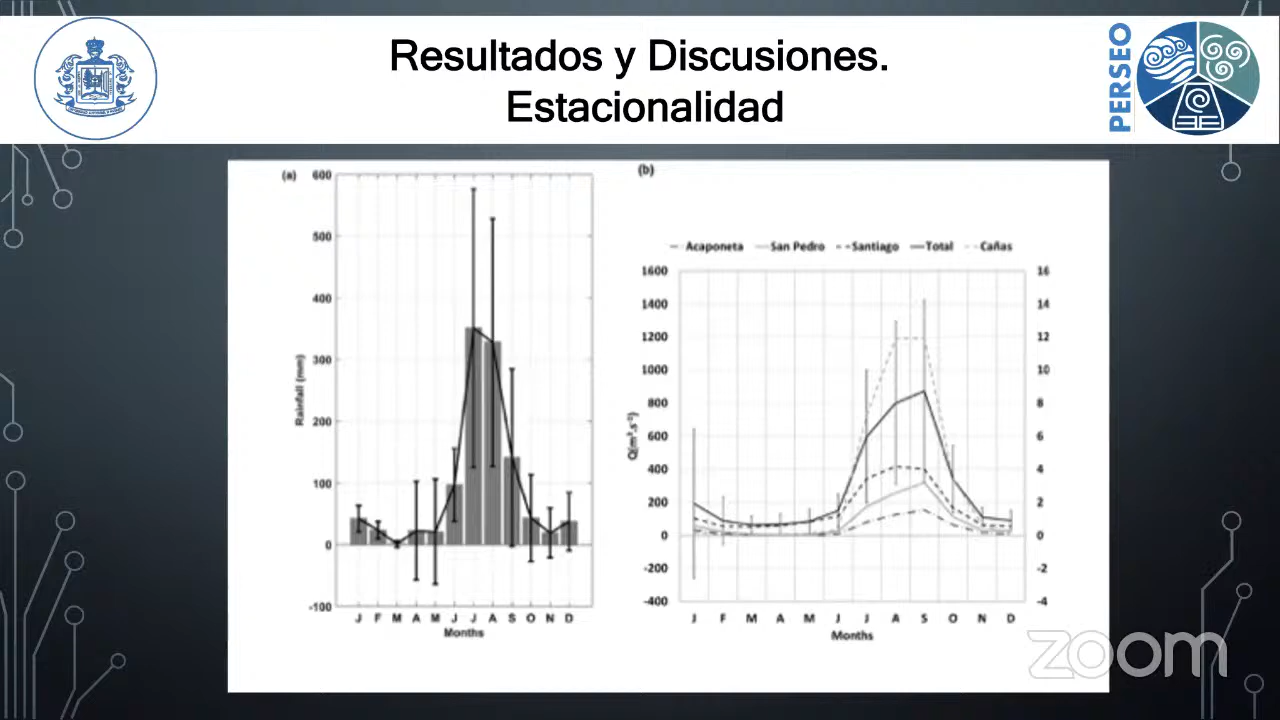 Resultados y Discusiones.
Estacionalidad
PERSEO
(a)
600
500
400
300
200
100
0
-100
Rainfall (mm)
J F M A M J J A S O N D
Months
(b)
Acaponeta San Pedro Santiago Total Cañas
1600
1400
1200
1000
800
600
400
200
0
-200
-400
Q(m³.s⁻¹)
16
14
12
10
8
6
4
2
0
-2
-4
J F M A M J J A S O N D
Months
zoom